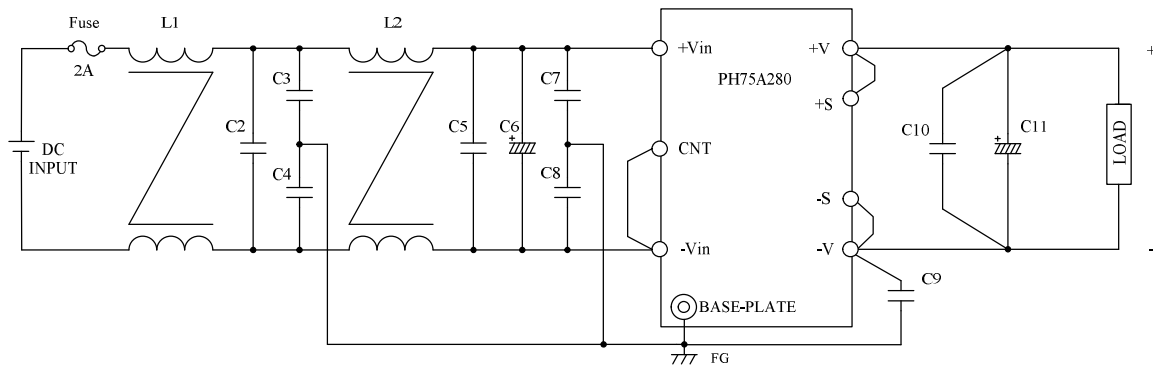 Fuse
L1
L2
2A
C2
C3
C4
C5
C6
+
C7
C8
DC
INPUT
+Vin
CNT
-Vin
PH75A280
+V
+S
-S
-V
BASE-PLATE
FG
C9
C10
+
C11
LOAD
+
-